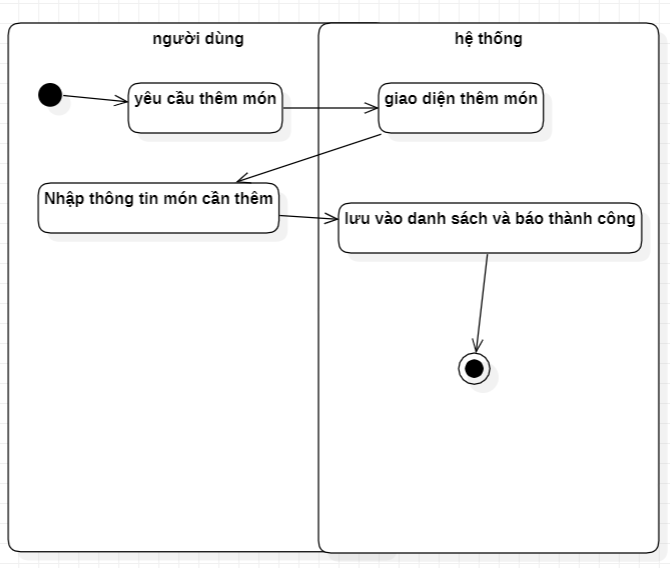 người dùng
hệ thống
yêu cầu thêm món
giao diện thêm món
Nhập thông tin món cần thêm
lưu vào danh sách và báo thành công